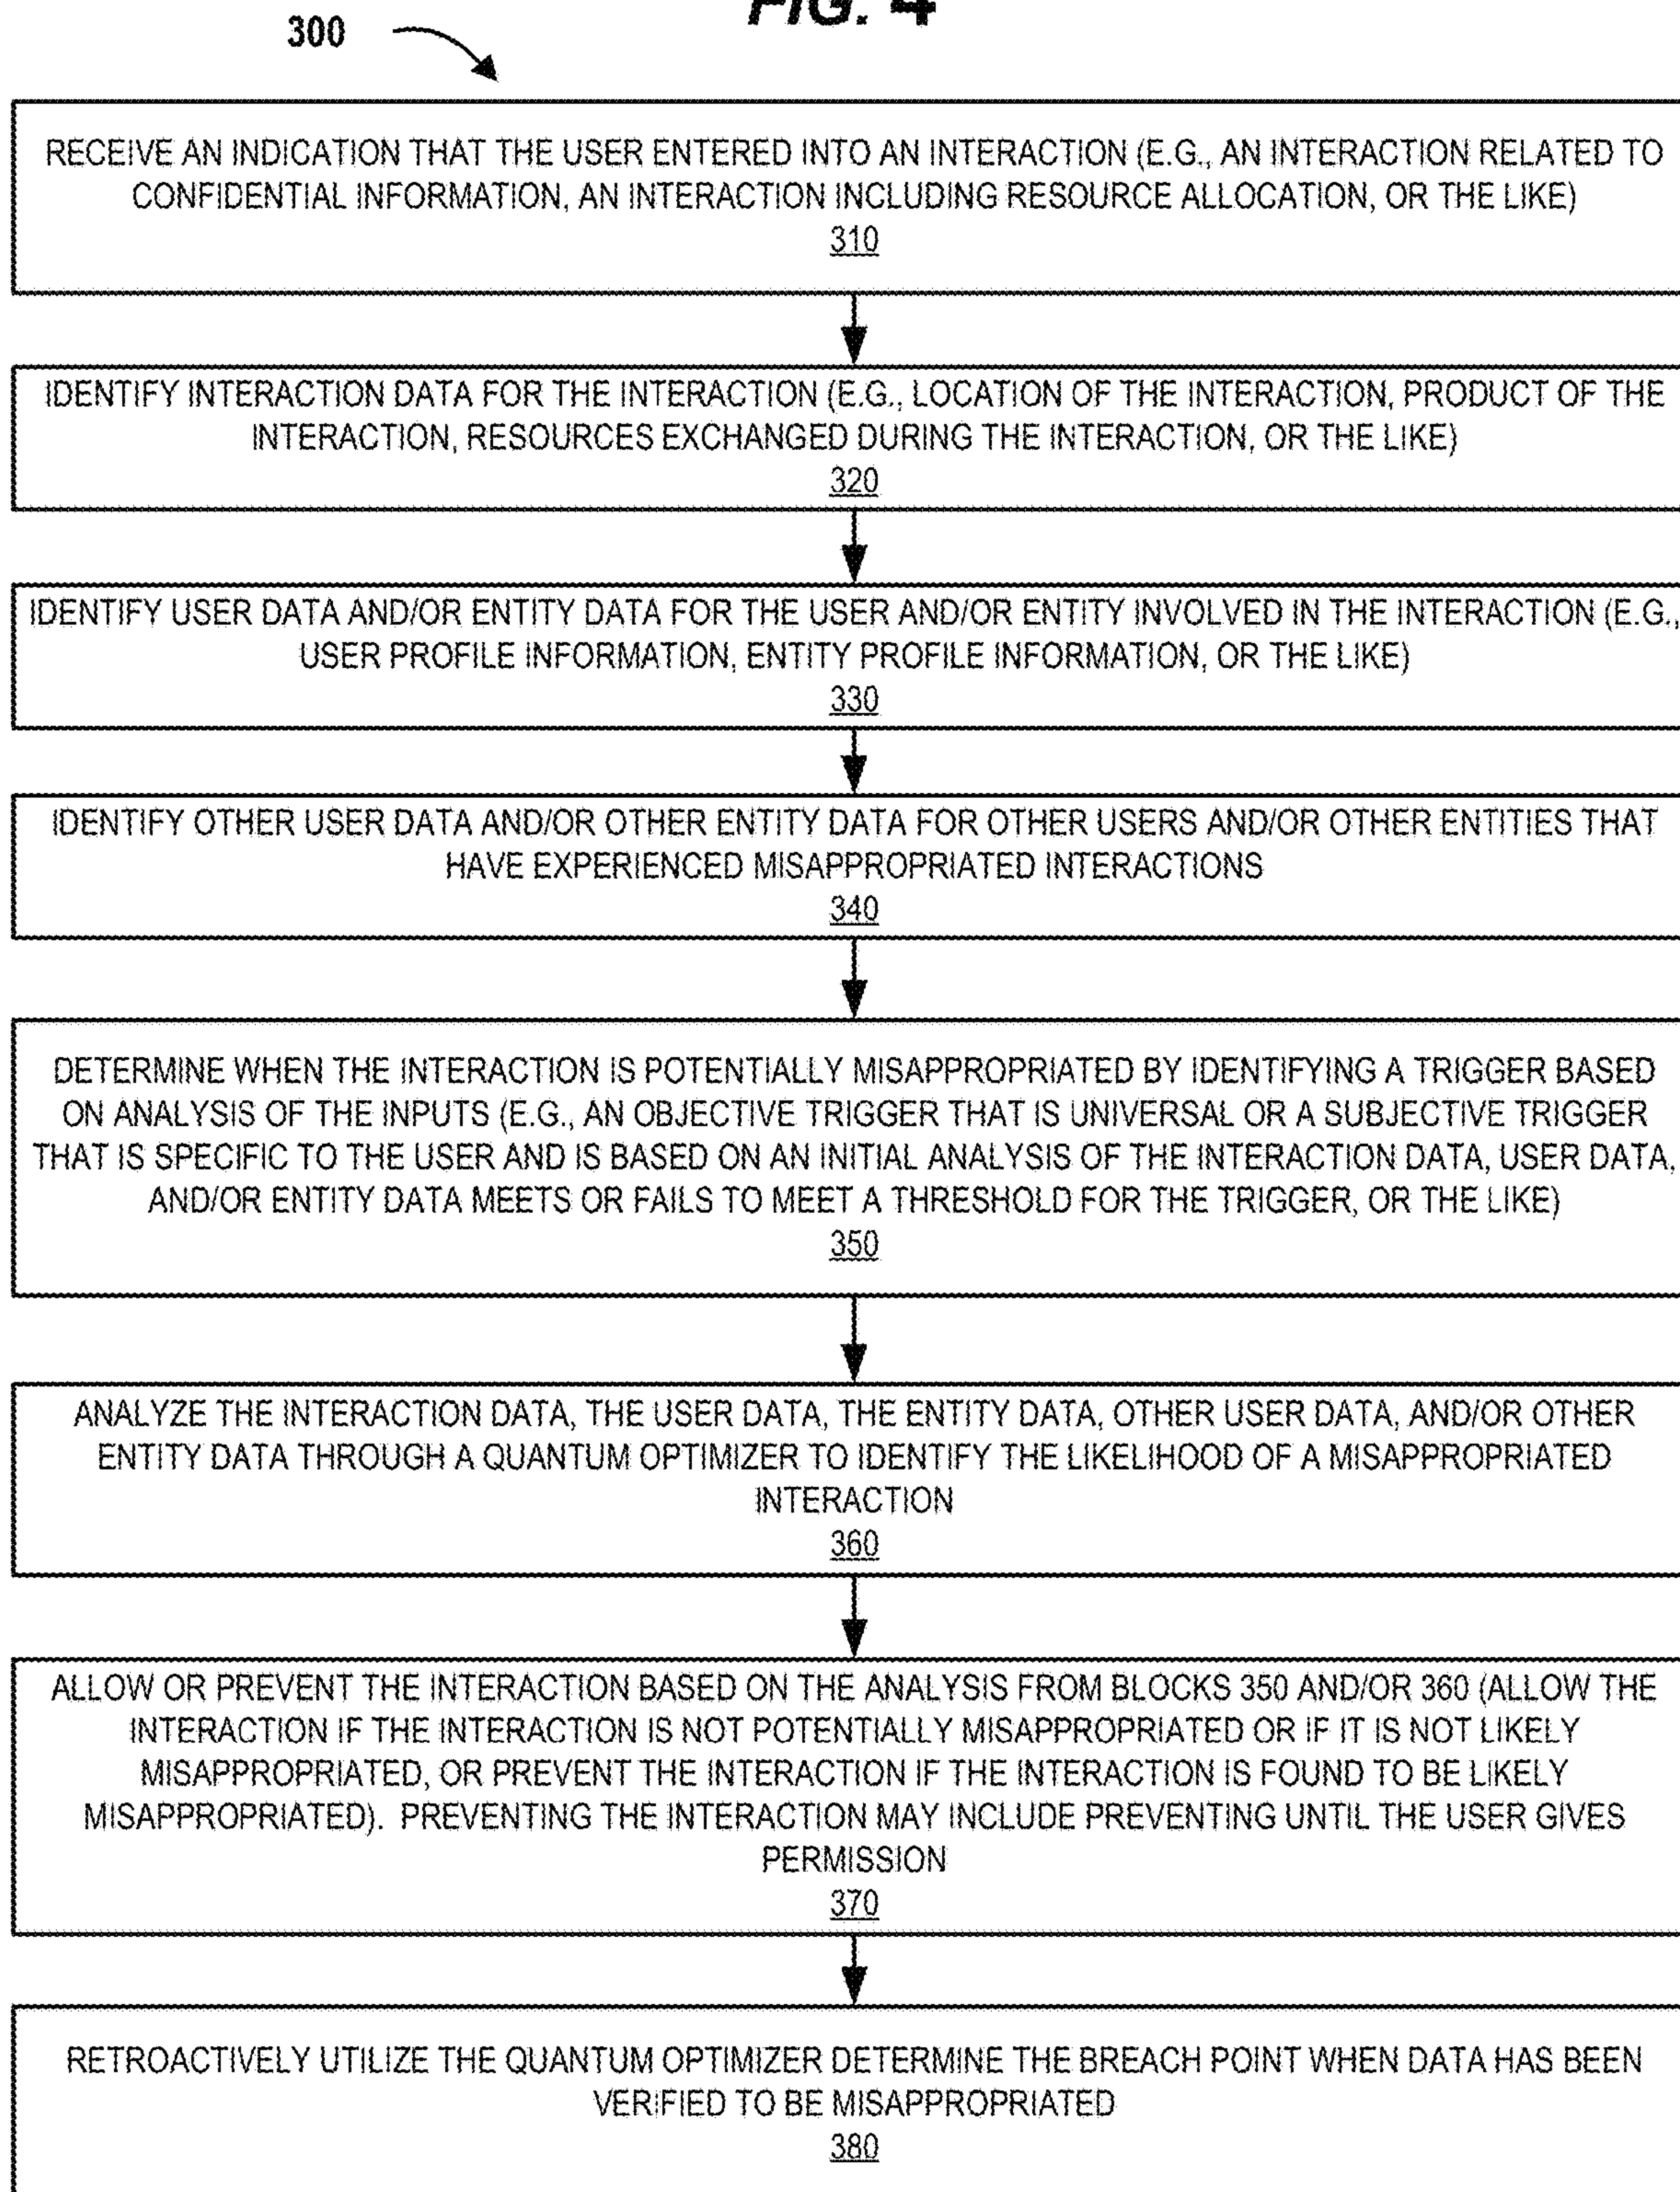 FIG. 4
300
RECEIVE AN INDICATION THAT THE USER ENTERED INTO AN INTERACTION (E.G., AN INTERACTION RELATED TO
CONFIDENTIAL INFORMATION, AN INTERACTION INCLUDING RESOURCE ALLOCATION, OR THE LIKE)
310
IDENTIFY INTERACTION DATA FOR THE INTERACTION (E.G., LOCATION OF THE INTERACTION, PRODUCT OF THE
INTERACTION, RESOURCES EXCHANGED DURING THE INTERACTION, OR THE LIKE)
320
IDENTIFY USER DATA AND/OR ENTITY DATA FOR THE USER AND/OR ENTITY INVOLVED IN THE INTERACTION (E.G.,
USER PROFILE INFORMATION, ENTITY PROFILE INFORMATION, OR THE LIKE)
330
IDENTIFY OTHER USER DATA AND/OR OTHER ENTITY DATA FOR OTHER USERS AND/OR OTHER ENTITIES THAT
HAVE EXPERIENCED MISAPPROPRIATED INTERACTIONS
340
DETERMINE WHEN THE INTERACTION IS POTENTIALLY MISAPPROPRIATED BY IDENTIFYING A TRIGGER BASED
ON ANALYSIS OF THE INPUTS (E.G., AN OBJECTIVE TRIGGER THAT IS UNIVERSAL OR A SUBJECTIVE TRIGGER
THAT IS SPECIFIC TO THE USER AND IS BASED ON AN INITIAL ANALYSIS OF THE INTERACTION DATA, USER DATA,
AND/OR ENTITY DATA MEETS OR FAILS TO MEET A THRESHOLD FOR THE TRIGGER, OR THE LIKE)
350
ANALYZE THE INTERACTION DATA, THE USER DATA, THE ENTITY DATA, OTHER USER DATA, AND/OR OTHER
ENTITY DATA THROUGH A QUANTUM OPTIMIZER TO IDENTIFY THE LIKELIHOOD OF A MISAPPROPRIATED
INTERACTION
360
ALLOW OR PREVENT THE INTERACTION BASED ON THE ANALYSIS FROM BLOCKS 350 AND/OR 360 (ALLOW THE
INTERACTION IF THE INTERACTION IS NOT POTENTIALLY MISAPPROPRIATED OR IF IT IS NOT LIKELY
MISAPPROPRIATED, OR PREVENT THE INTERACTION IF THE INTERACTION IS FOUND TO BE LIKELY
MISAPPROPRIATED). PREVENTING THE INTERACTION MAY INCLUDE PREVENTING UNTIL THE USER GIVES
PERMISSION
370
RETROACTIVELY UTILIZE THE QUANTUM OPTIMIZER DETERMINE THE BREACH POINT WHEN DATA HAS BEEN
VERIFIED TO BE MISAPPROPRIATED
380